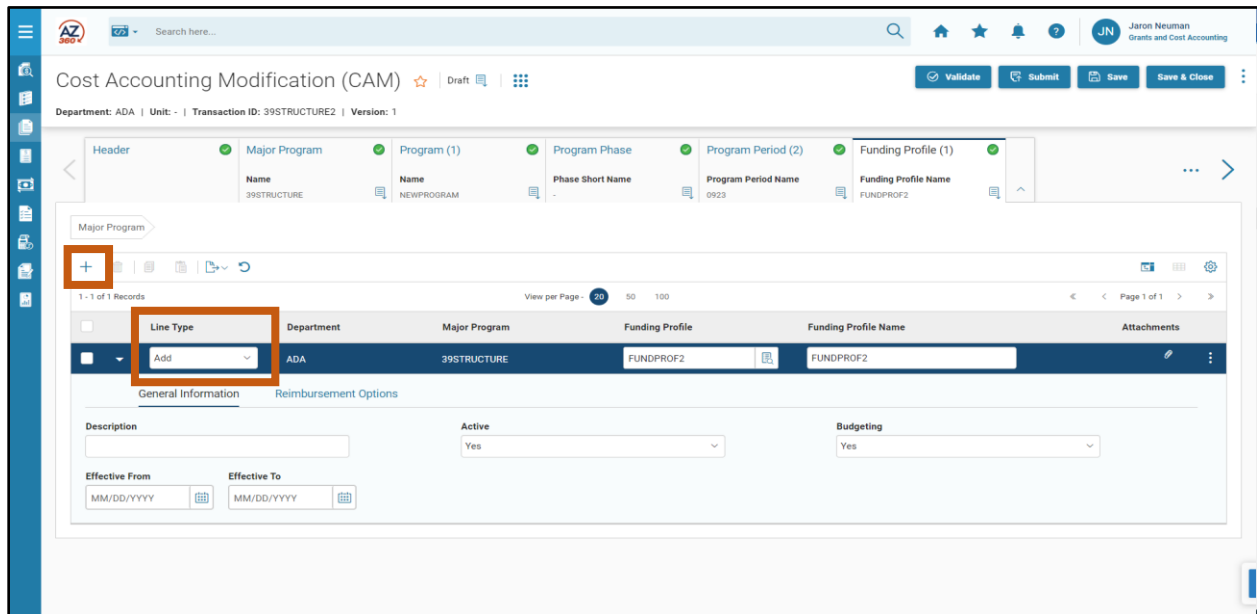 AZ
360
Search here...
?
JN
Jaron Neuman
Grants and Cost Accounting
Cost Accounting Modification (CAM)
Draft
Validate
Submit
Save
Save & Close
Department: ADA | Unit: - | Transaction ID: 39STRUCTURE2 | Version: 1
Header
Major Program
Program (1)
Program Phase
Program Period (2)
Funding Profile (1)
Name
Name
Phase Short Name
Program Period Name
Funding Profile Name
39STRUCTURE
NEWPROGRAM
-
0923
FUNDPROF2
Major Program
1 - 1 of 1 Records
View per Page - 20 50 100
Page 1 of 1
Line Type
Department
Major Program
Funding Profile
Funding Profile Name
Attachments
Add
ADA
39STRUCTURE
FUNDPROF2
FUNDPROF2
General Information
Reimbursement Options
Description
Active
Budgeting
Yes
Yes
Effective From
Effective To
MM/DD/YYYY
MM/DD/YYYY